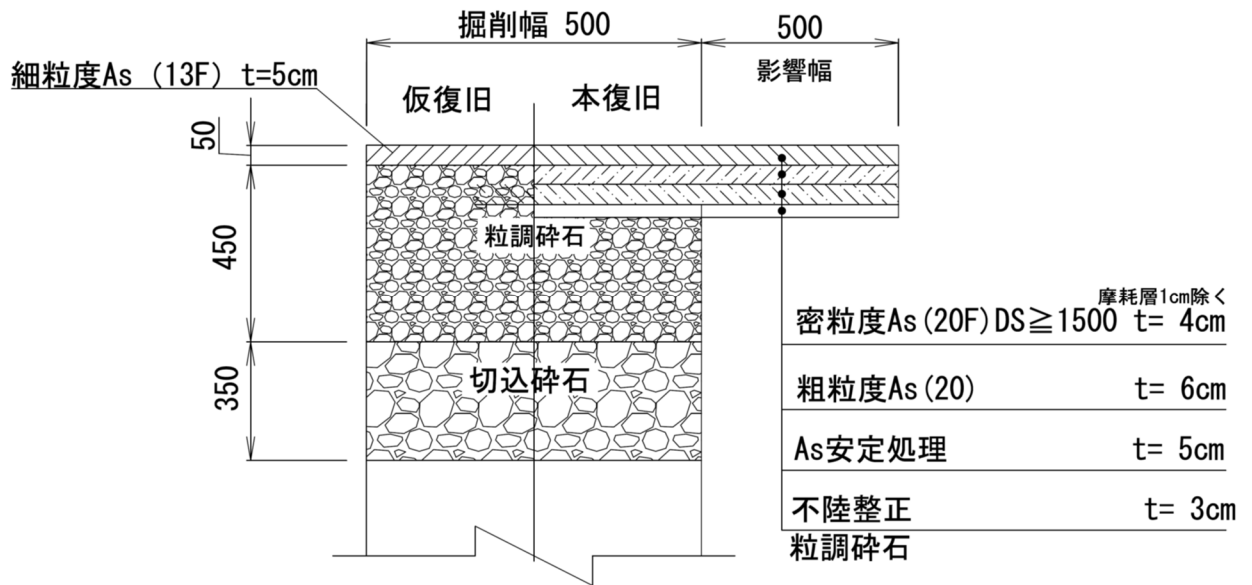 掘削幅 500
500
影響幅
細粒度As (13F) t=5cm
仮復旧
本復旧
50
450
350
粒調砕石
切込砕石
摩耗層1cm除く
密粒度As(20F)DS≧1500 t= 4cm
粗粒度As(20) t= 6cm
As安定処理 t= 5cm
不陸整正 t= 3cm
粒調砕石